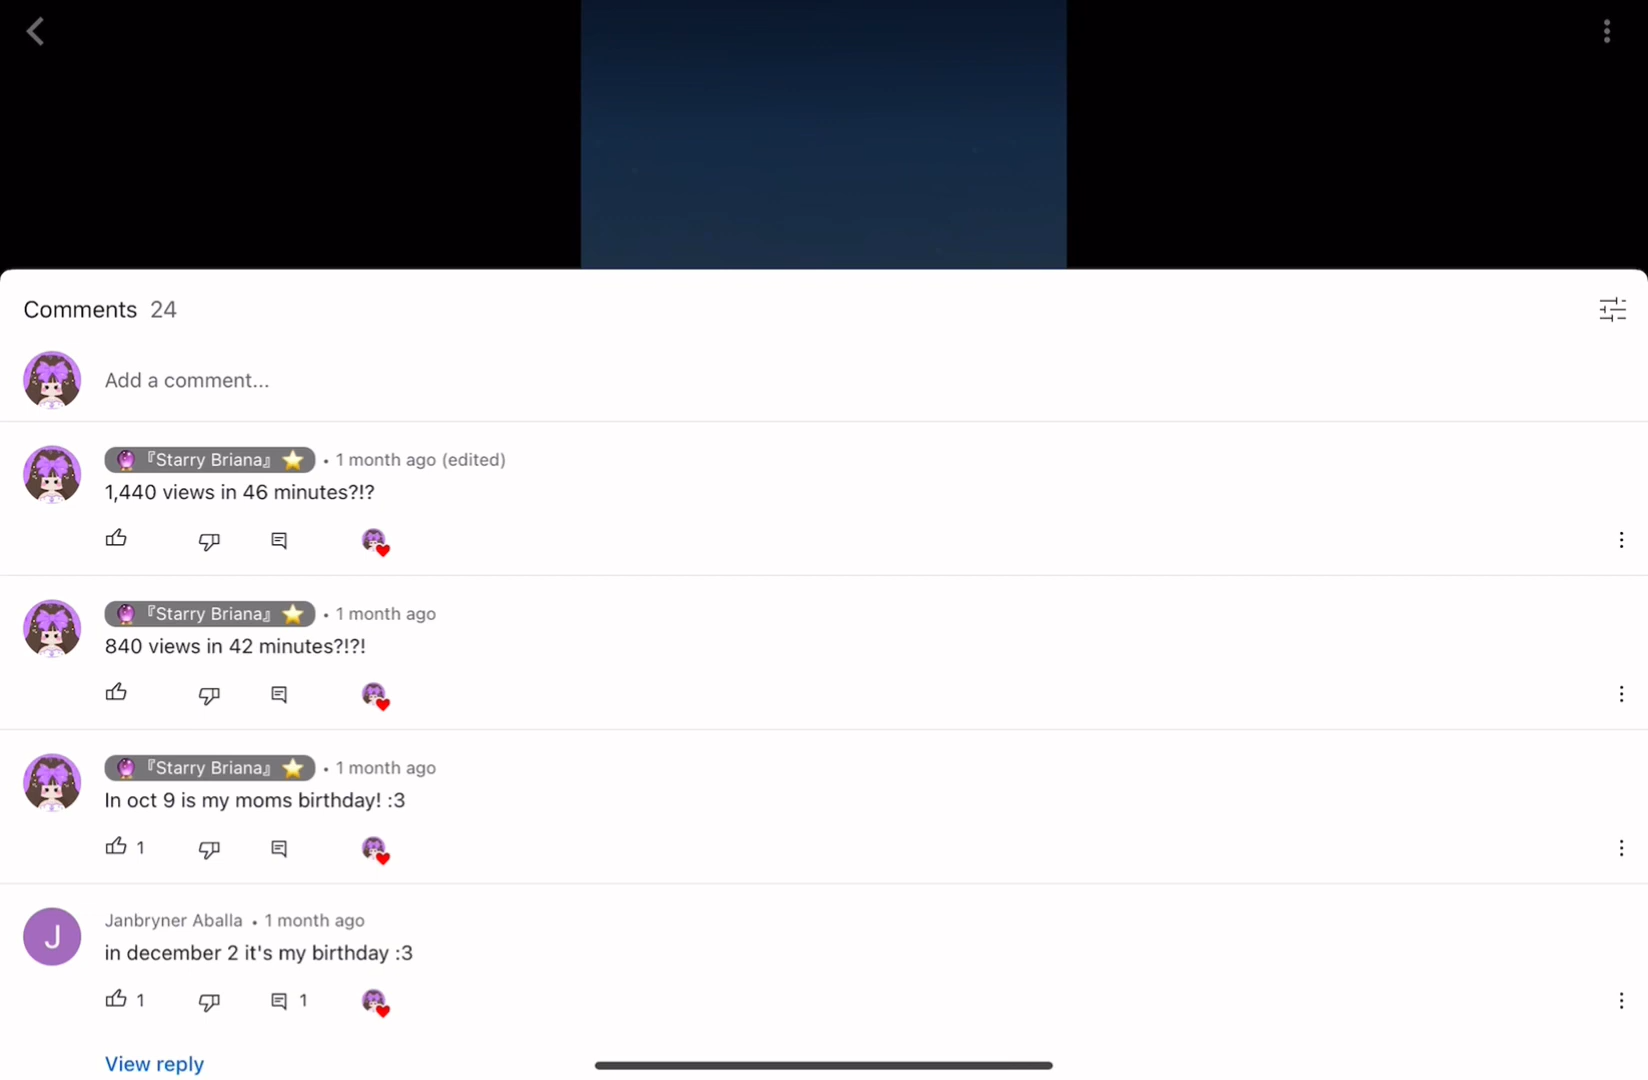 Comments 24
Add a comment...
『Starry Briana』 • 1 month ago (edited)
1,440 views in 46 minutes?!?
『Starry Briana』 • 1 month ago
840 views in 42 minutes?!?!
『Starry Briana』 • 1 month ago
In oct 9 is my moms birthday! :3
1
Janbryner Aballa • 1 month ago
in december 2 it's my birthday :3
1 1
View reply
J